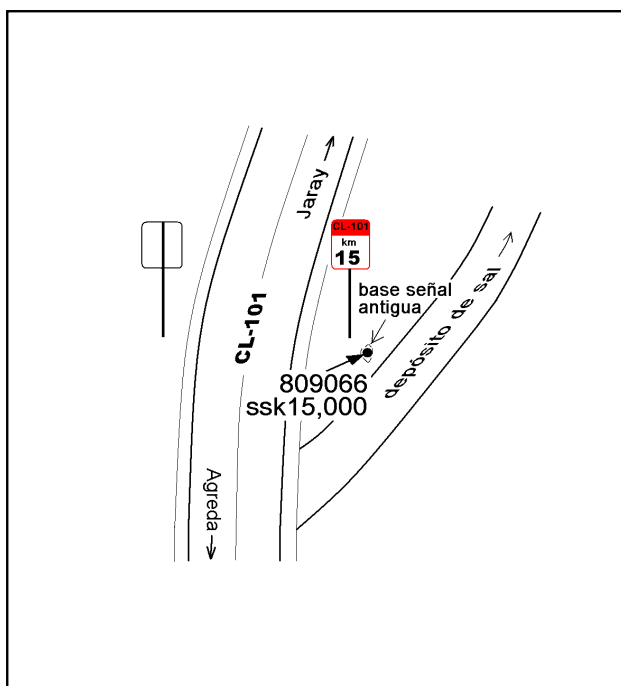 Jaray
CL-101
km
15
base señal
antigua
depósito de sal
CL-101
809066
ssk15,000
Agreda